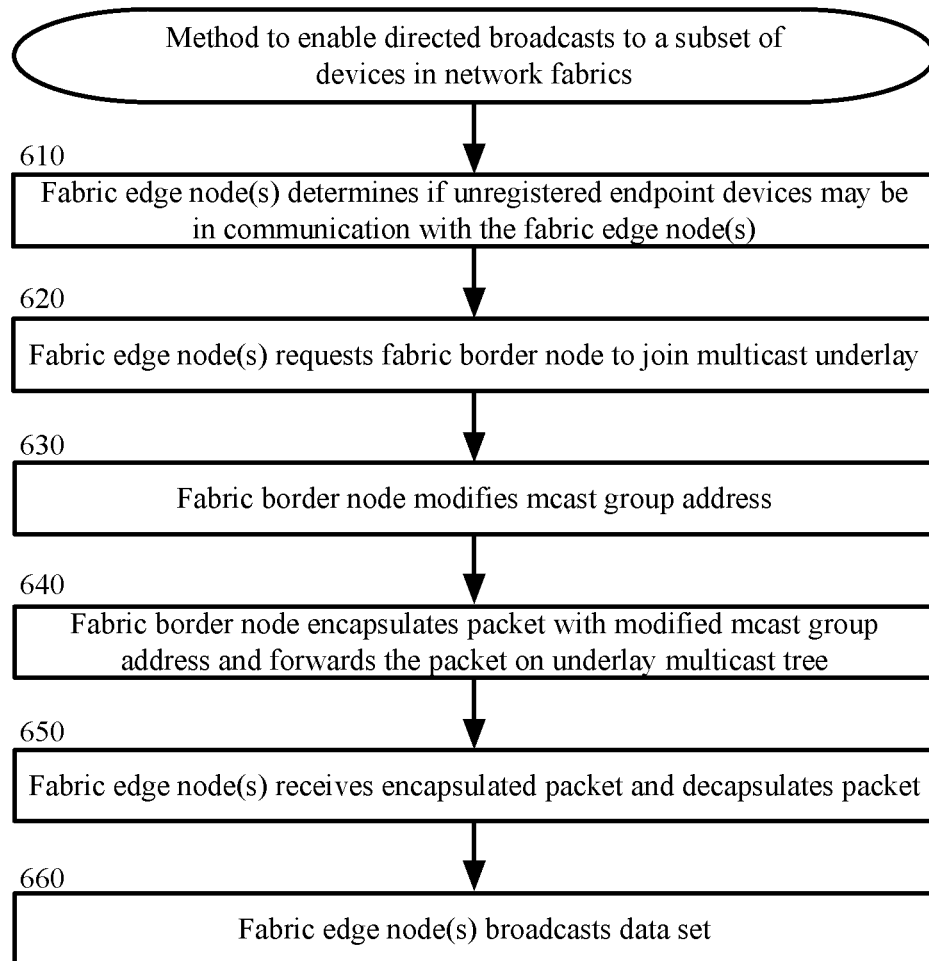 Method to enable directed broadcasts to a subset of
devices in network fabrics
610
Fabric edge node(s) determines if unregistered endpoint devices may be
in communication with the fabric edge node(s)
620
Fabric edge node(s) requests fabric border node to join multicast underlay
630
Fabric border node modifies mcast group address
640
Fabric border node encapsulates packet with modified mcast group
address and forwards the packet on underlay multicast tree
650
Fabric edge node(s) receives encapsulated packet and decapsulates packet
660
Fabric edge node(s) broadcasts data set